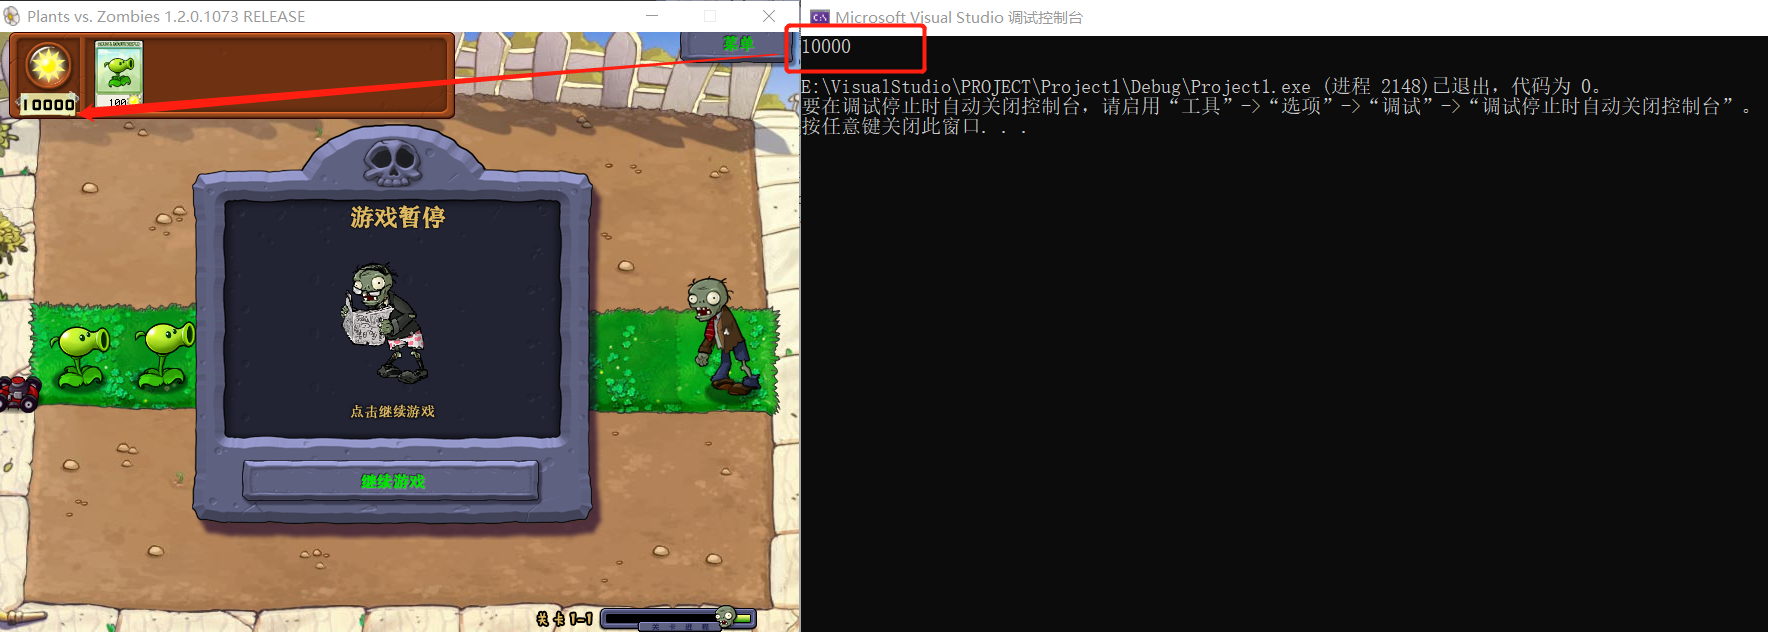 Plants vs. Zombies 1.2.0.1073 RELEASE
菜单
10000
100
游戏暂停
点击继续游戏
继续游戏
关卡 1-1
关卡进程
Microsoft Visual Studio 调试控制台
10000
E:\VisualStudio\PROJECT\Project1\Debug\Project1.exe (进程 2148)已退出，代码为 0。
要在调试停止时自动关闭控制台，请启用“工具”->“选项”->“调试”->“调试停止时自动关闭控制台”。
按任意键关闭此窗口. . .